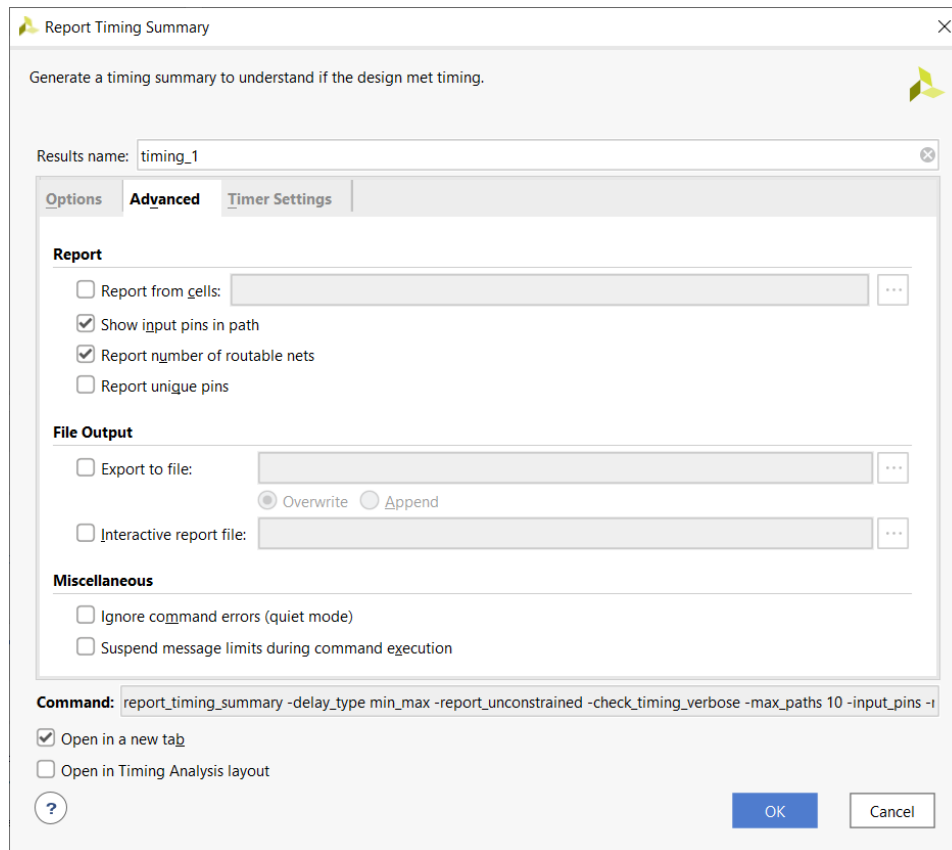 Report Timing Summary
Generate a timing summary to understand if the design met timing.
Results name: timing_1
Options Advanced Timer Settings
Report
Report from cells:
Show input pins in path
Report number of routable nets
Report unique pins
File Output
Export to file:
Overwrite Append
Interactive report file:
Miscellaneous
Ignore command errors (quiet mode)
Suspend message limits during command execution
Command: report_timing_summary -delay_type min_max -report_unconstrained -check_timing_verbose -max_paths 10 -input_pins -r
Open in a new tab
Open in Timing Analysis layout
? OK Cancel